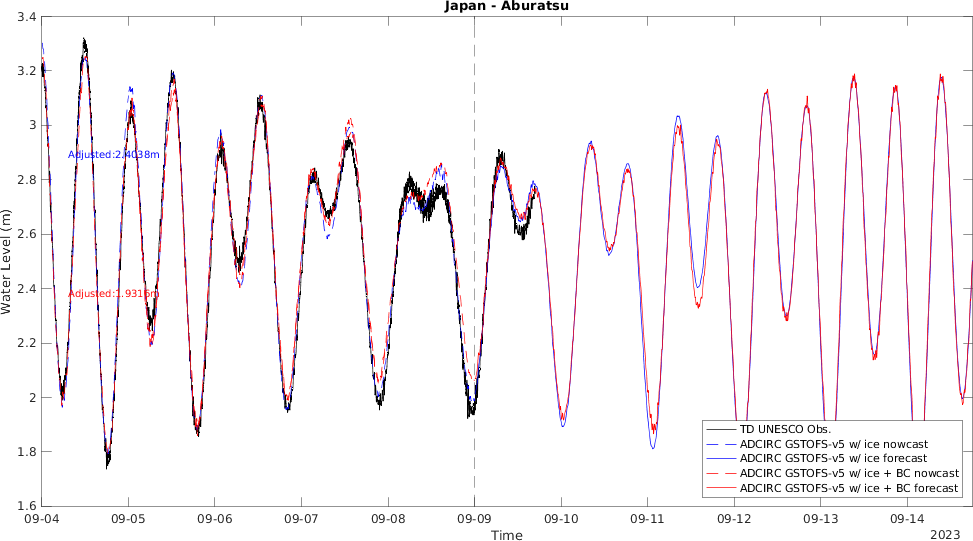 Japan - Aburatsu
3.4
3.2
3
2.8
2.6
2.4
2.2
2
1.8
1.6
Water Level (m)
Adjusted:2.4038m
Adjusted:1.9316m
TD UNESCO Obs.
ADCIRC GSTOFS-v5 w/ ice nowcast
ADCIRC GSTOFS-v5 w/ ice forecast
ADCIRC GSTOFS-v5 w/ ice + BC nowcast
ADCIRC GSTOFS-v5 w/ ice + BC forecast
09-04 09-05 09-06 09-07 09-08 09-09 09-10 09-11 09-12 09-13 09-14
Time
2023